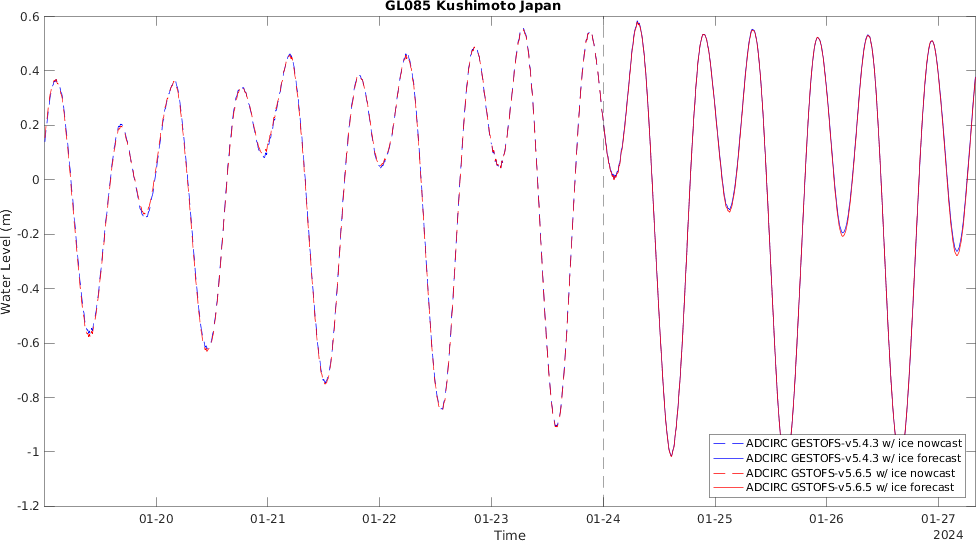 GL085 Kushimoto Japan
0.6
0.4
0.2
0
-0.2
-0.4
-0.6
-0.8
-1
-1.2
Water Level (m)
01-20 01-21 01-22 01-23 01-24 01-25 01-26 01-27
Time
2024
ADCIRC GESTOFS-v5.4.3 w/ ice nowcast
ADCIRC GESTOFS-v5.4.3 w/ ice forecast
ADCIRC GSTOFS-v5.6.5 w/ ice nowcast
ADCIRC GSTOFS-v5.6.5 w/ ice forecast